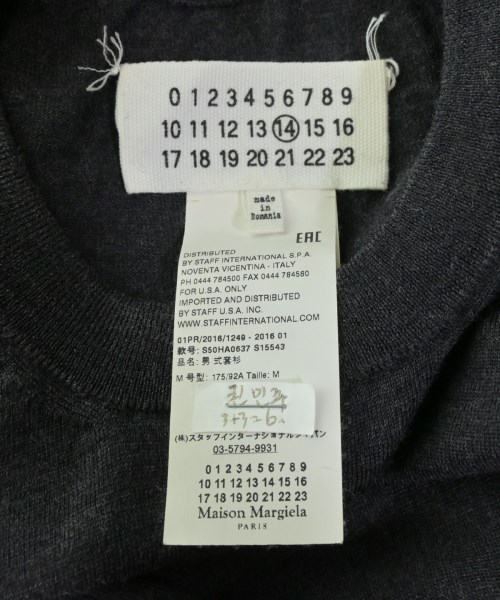 0 1 2 3 4 5 6 7 8 9
10 11 12 13 14 15 16
17 18 19 20 21 22 23
made
in
Romania
EAC
DISTRIBUTED
BY STAFF INTERNATIONAL S.P.A.
NOVENTA VICENTINA - ITALY
PH 0444 784500 FAX 0444 784560
FOR U.S.A. ONLY
IMPORTED AND DISTRIBUTED
BY STAFF U.S.A. INC.
WWW.STAFFINTERNATIONAL.COM
01PR/2016/1249 - 2016 01
款号: S50HA0637 S15543
品名: 男 式套衫
M 号型: 175/92A Taille: M
3+3=6
(株)スタッフインターナショナルジャパン
03-5794-9931
0 1 2 3 4 5 6 7 8 9
10 11 12 13 14 15 16
17 18 19 20 21 22 23
Maison Margiela
PARIS